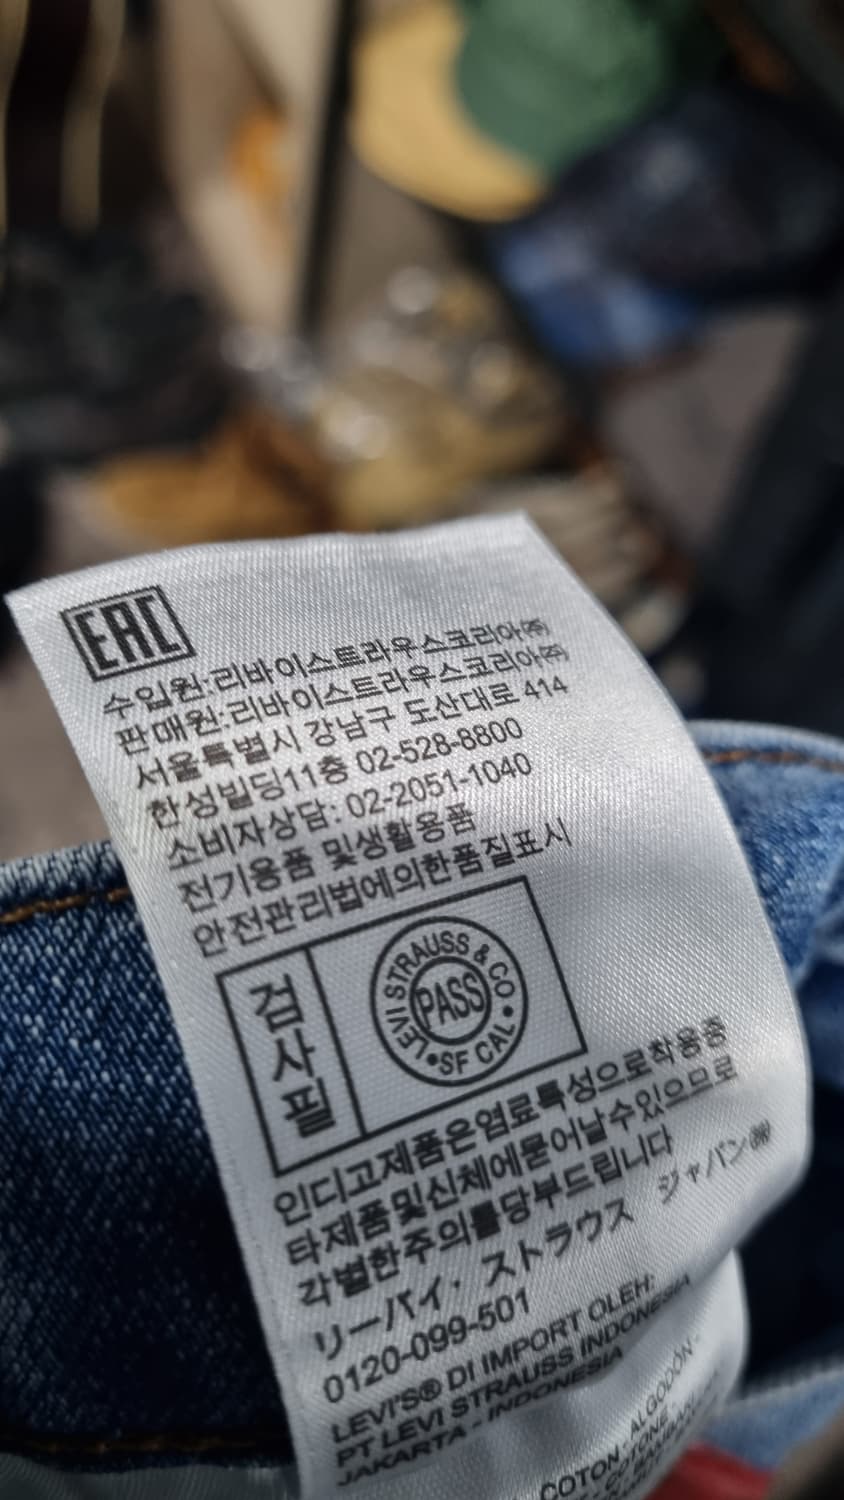 EAC
수입원:리바이스트라우스코리아㈜
판매원:리바이스트라우스코리아㈜
서울특별시 강남구 도산대로 414
한성빌딩11층 02-528-8800
소비자상담: 02-2051-1040
전기용품 및생활용품
안전관리법에의한품질표시
검사필
LEVI STRAUSS & CO
PASS
•SF CAL•
인디고제품은염료특성으로착용중
타제품및신체에묻어날수있으므로
각별한주의를당부드립니다
リーバイ・ ストラウス ジャパン㈱
0120-099-501
LEVI'S® DI IMPORT OLEH:
PT LEVI STRAUSS INDONESIA
JAKARTA - INDONESIA
COTON - ALGODÓN -